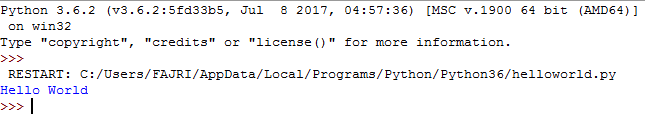 Python 3.6.2 (v3.6.2:5fd33b5, Jul  8 2017, 04:57:36) [MSC v.1900 64 bit (AMD64)]
 on win32
Type "copyright", "credits" or "license()" for more information.
>>>
 RESTART: C:/Users/FAJRI/AppData/Local/Programs/Python/Python36/helloworld.py
Hello World
>>>